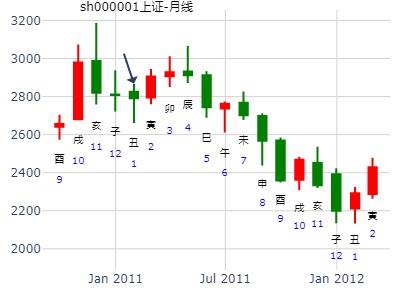 sh000001上证-月线
3200
3000
2800
2600
2400
2200
2000
酉
9
戌
10
亥
11
子
12
丑
1
寅
2
卯
3
辰
4
巳
5
午
6
未
7
申
8
酉
9
戌
10
亥
11
子
12
丑
1
寅
2
Jan 2011
Jul 2011
Jan 2012